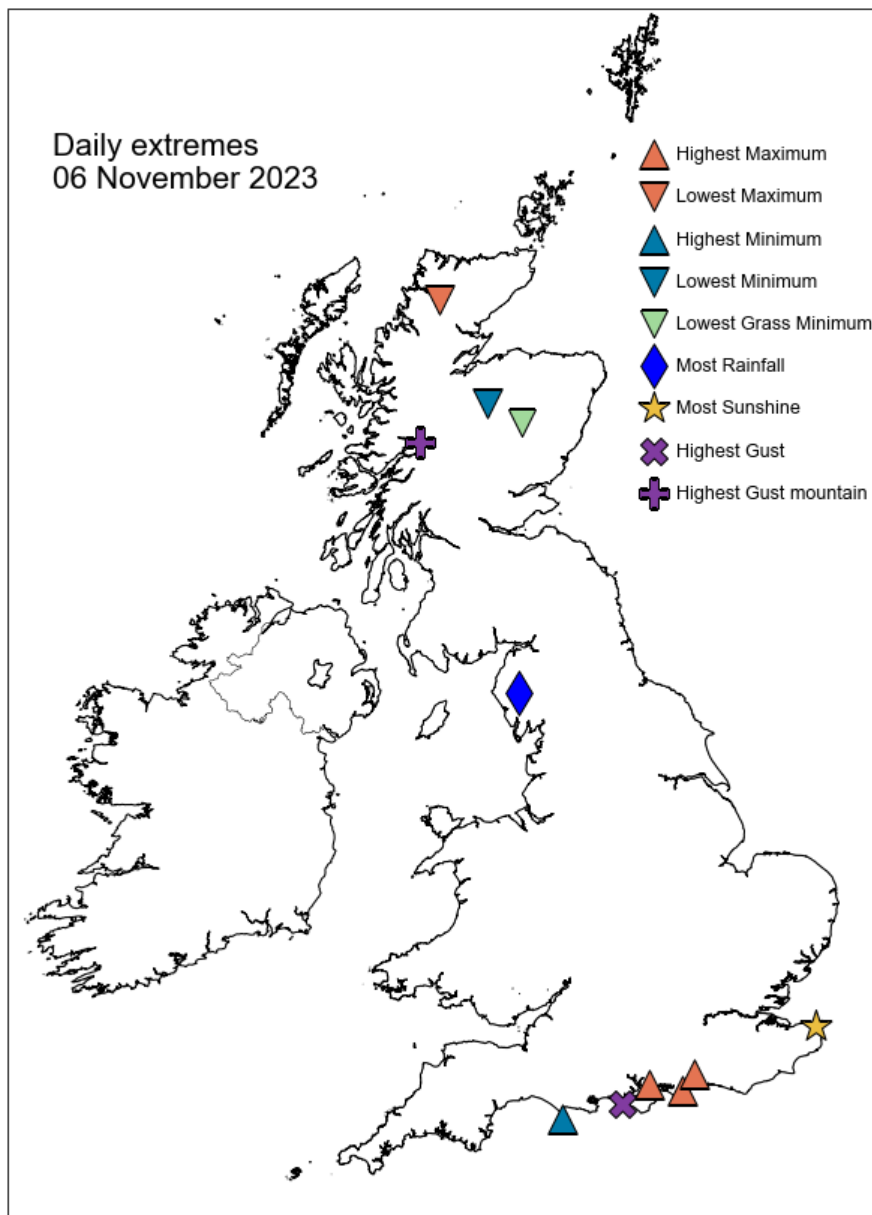 Daily extremes
06 November 2023
Highest Maximum
Lowest Maximum
Highest Minimum
Lowest Minimum
Lowest Grass Minimum
Most Rainfall
Most Sunshine
Highest Gust
Highest Gust mountain